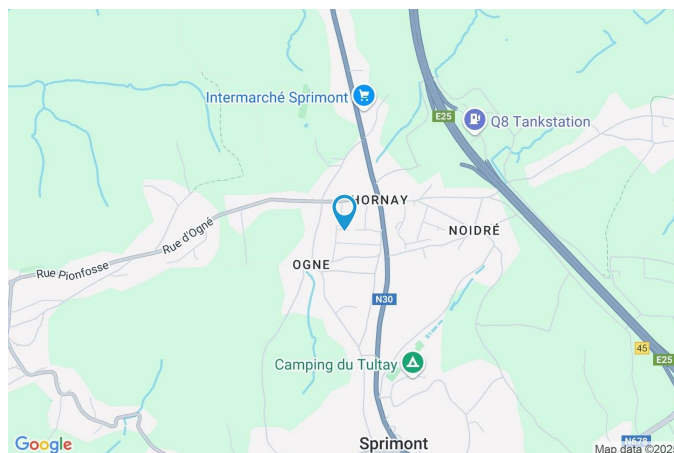 Intermarché Sprimont
E25
Q8 Tankstation
HORNAY
Rue d'Ogné
NOIDRÉ
Rue Pionfosse
OGNE
N30
45
E25
Camping du Tultay
Google
Sprimont
N678
Map data ©2025